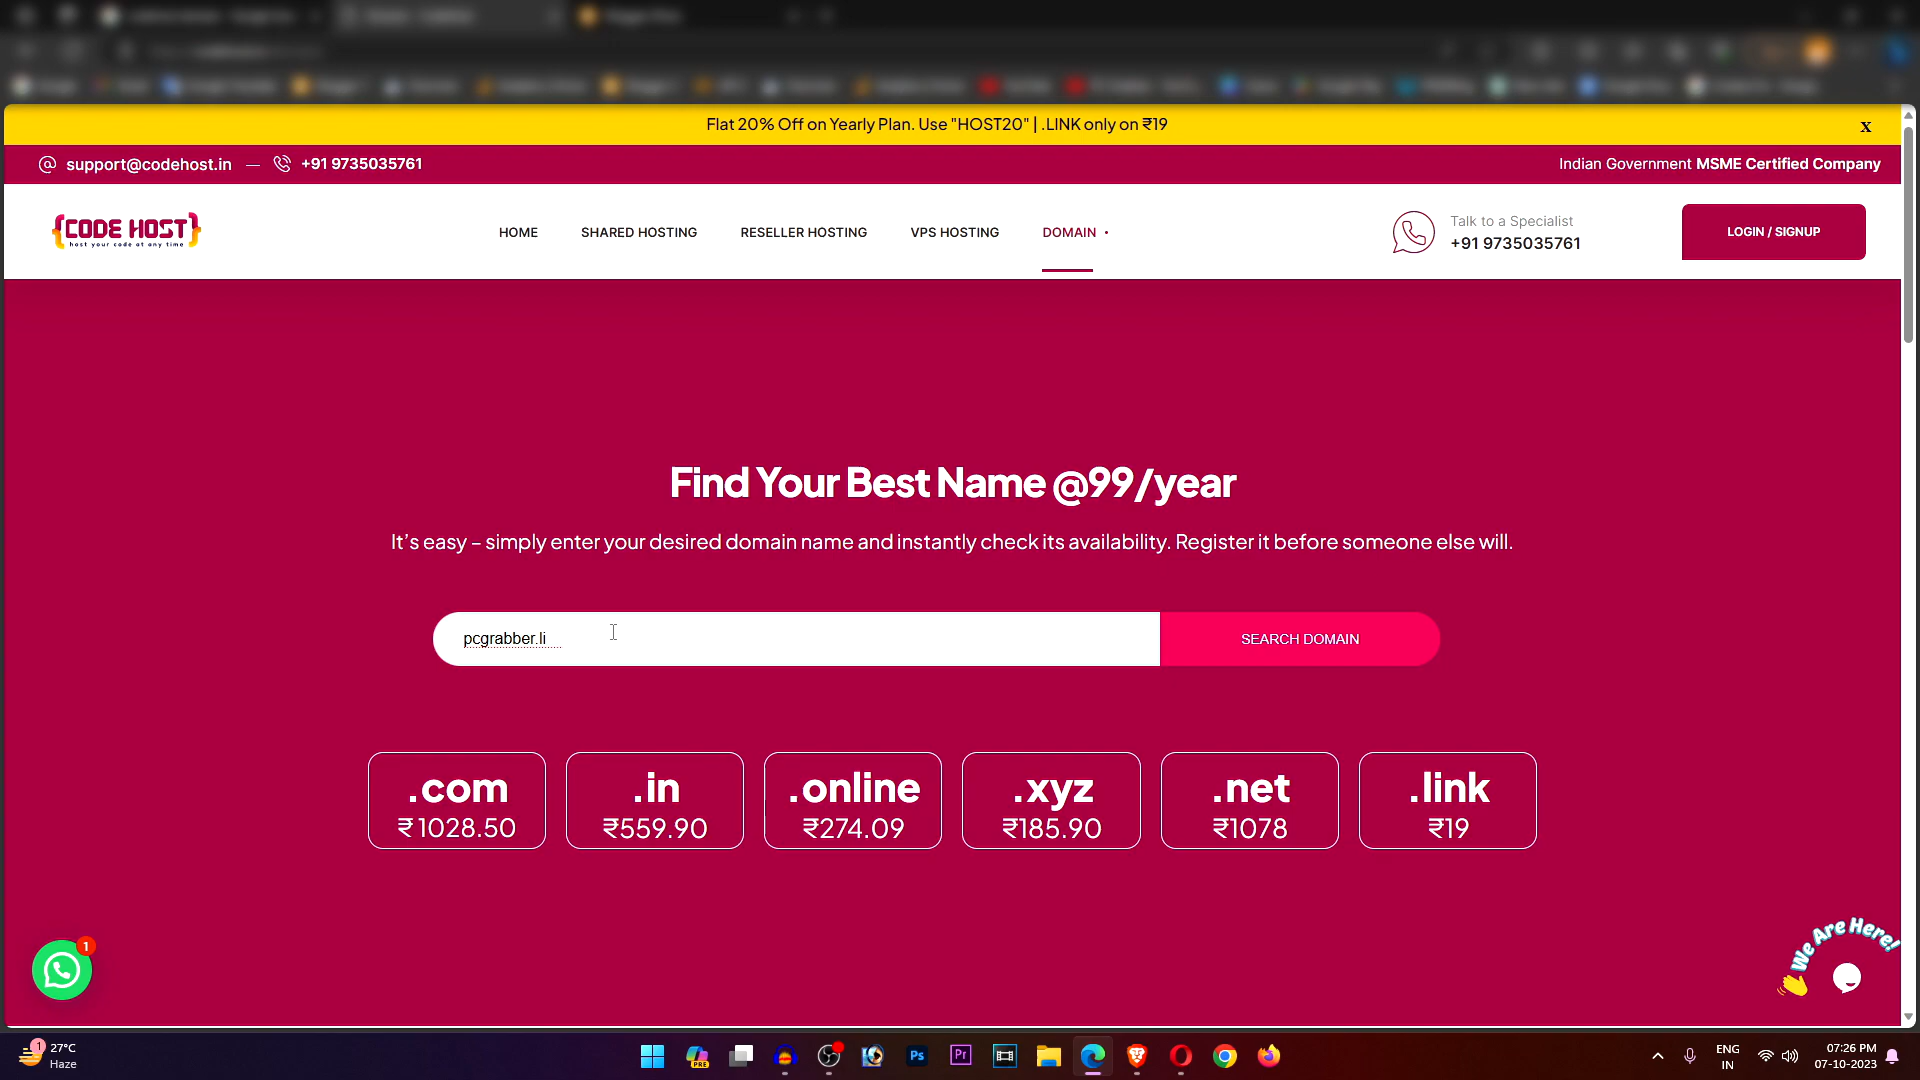 Flat 20% Off on Yearly Plan. Use "HOST20" | .LINK only on ₹19
x
support@codehost.in — +91 9735035761
Indian Government MSME Certified Company
{CODE HOST}
host your code at any time
HOME SHARED HOSTING RESELLER HOSTING VPS HOSTING DOMAIN
Talk to a Specialist
+91 9735035761
LOGIN / SIGNUP
Find Your Best Name @99/year
It's easy – simply enter your desired domain name and instantly check its availability. Register it before someone else will.
pcgrabber.li
SEARCH DOMAIN
.com
₹1028.50
.in
₹559.90
.online
₹274.09
.xyz
₹185.90
.net
₹1078
.link
₹19
1
We Are Here!
1
27°C
Haze
PRE
Ps
Pr
ENG
IN
07:26 PM
07-10-2023